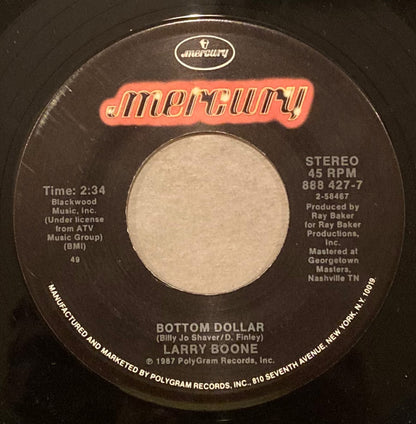 mercury
mercury
Time: 2:34
Blackwood
Music, Inc.
(Under license
from ATV
Music Group)
(BMI)
49
STEREO
45 RPM
888 427-7
2-58467
Produced by
Ray Baker
for Ray Baker
Productions,
Inc.
Mastered at
Georgetown
Masters,
Nashville TN
BOTTOM DOLLAR
(Billy Jo Shaver/D. Finley)
LARRY BOONE
℗ 1987 PolyGram Records, Inc.
MANUFACTURED AND MARKETED BY POLYGRAM RECORDS, INC., 810 SEVENTH AVENUE, NEW YORK, N.Y. 10019